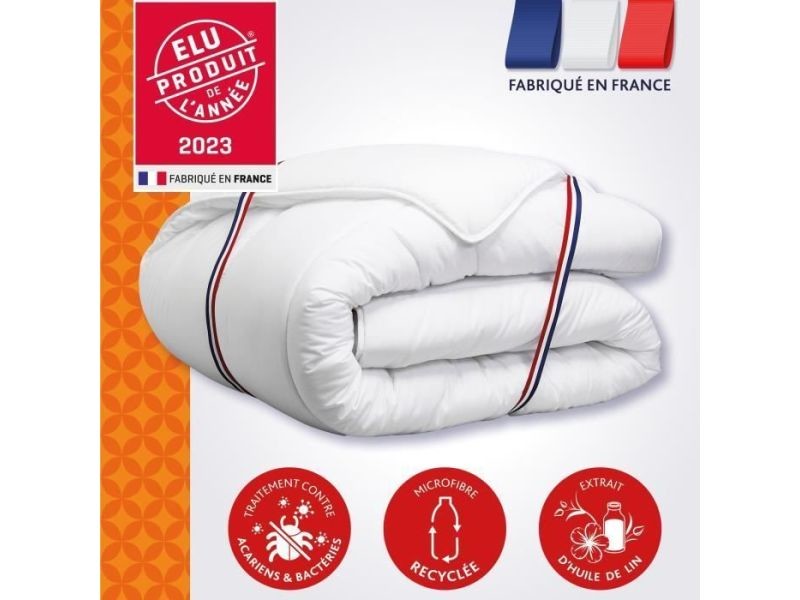 ELU
PRODUIT
DE
L'ANNÉE
2023
FABRIQUÉ EN FRANCE
FABRIQUÉ EN FRANCE
TRAITEMENT CONTRE
ACARIENS & BACTÉRIES
MICROFIBRE
RECYCLÉE
EXTRAIT
D'HUILE DE LIN